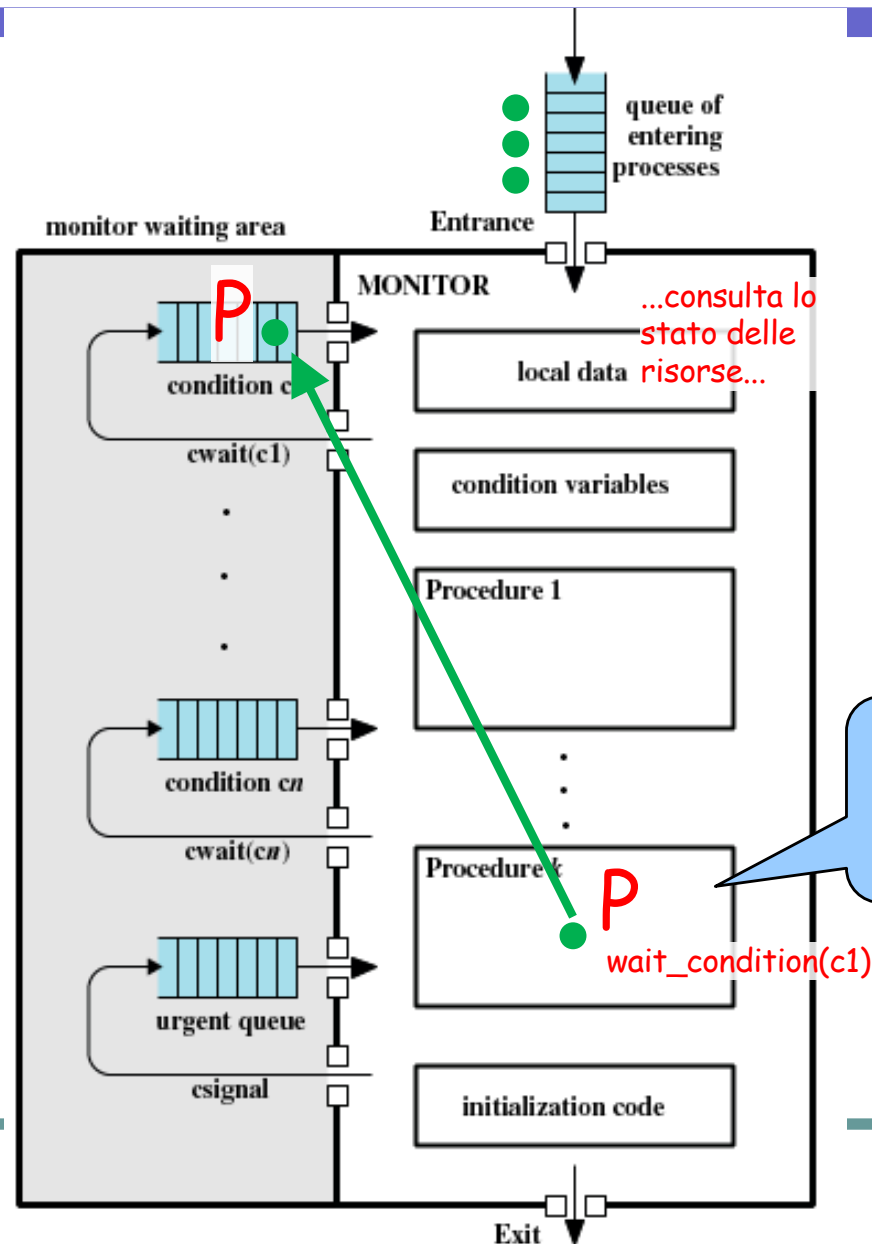 queue of
entering
processes
Entrance
monitor waiting area
MONITOR
...consulta lo
stato delle
risorse...
P
local data
condition c
cwait(c1)
condition variables
Procedure 1
condition cn
cwait(cn)
Procedure k
P
wait_condition(c1)
urgent queue
csignal
initialization code
Exit